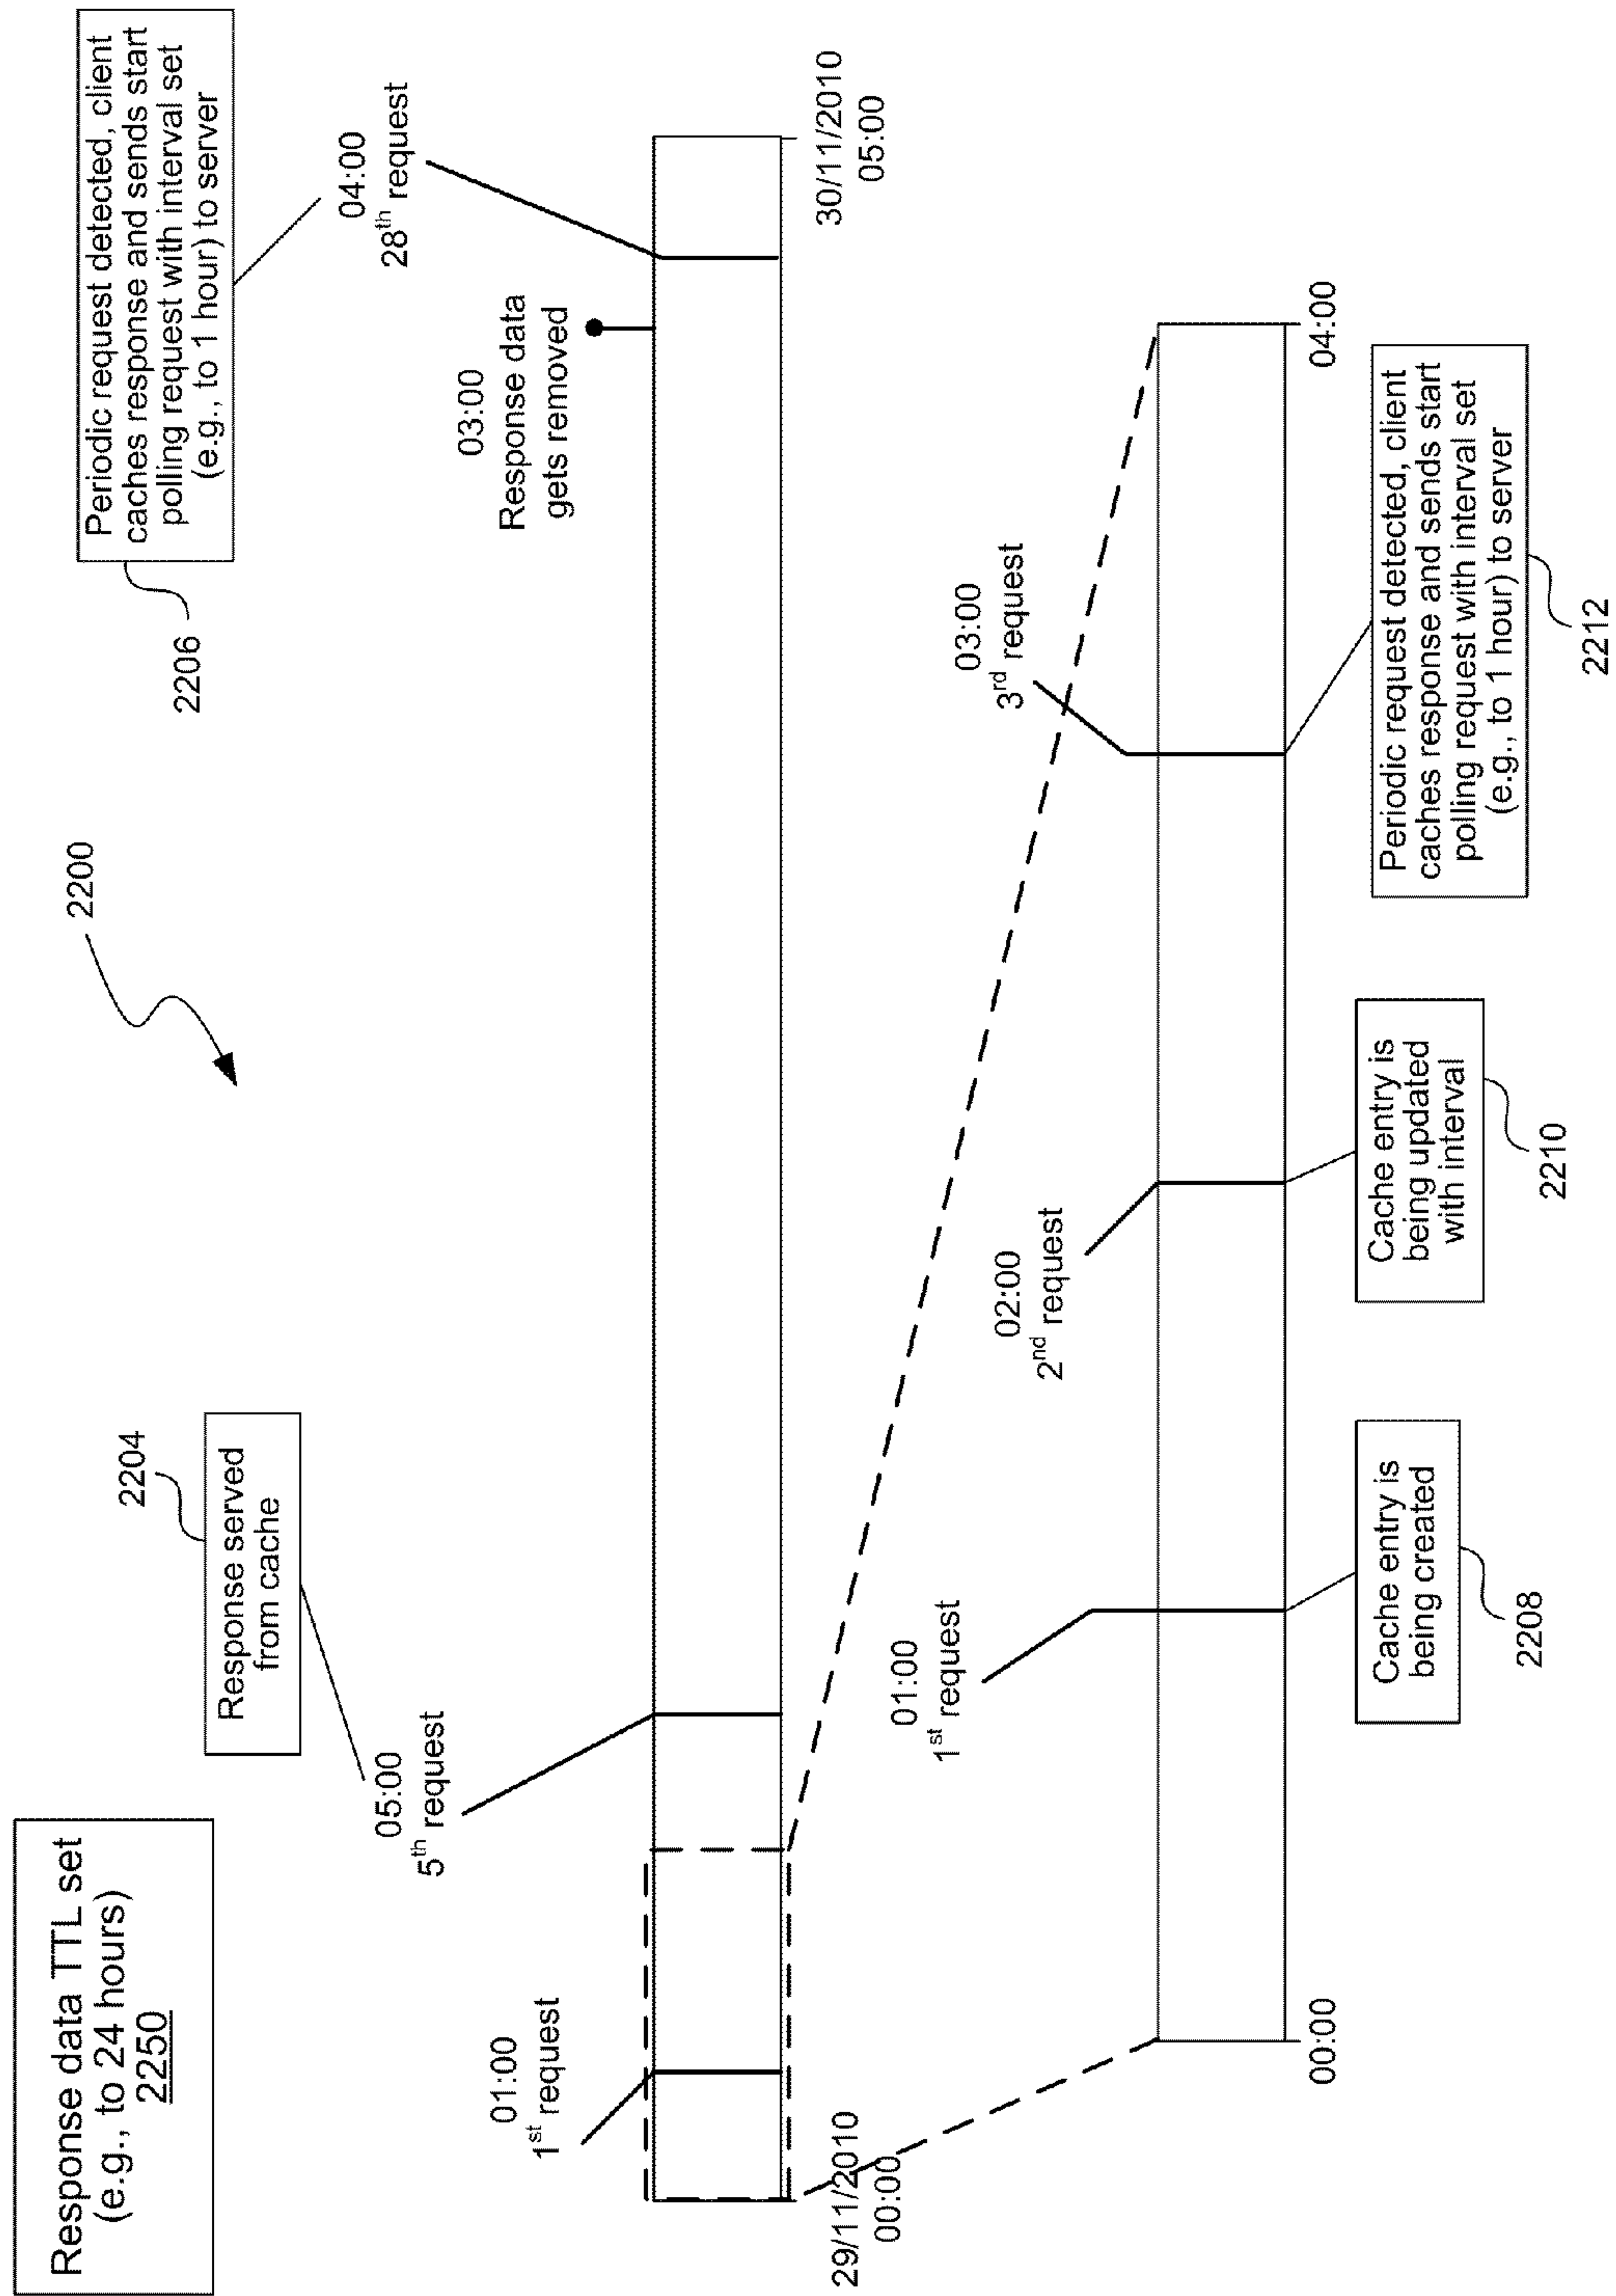 Response data TTL set
(e.g., to 24 hours)
2250
2204
Response served
from cache
2200
2206
Periodic request detected, client
caches response and sends start
polling request with interval set
(e.g., to 1 hour) to server
01:00
1st request
05:00
5th request
03:00
Response data
gets removed
04:00
28th request
29/11/2010
00:00
30/11/2010
05:00
01:00
1st request
02:00
2nd request
03:00
3rd request
00:00
04:00
Cache entry is
being created
2208
Cache entry is
being updated
with interval
2210
Periodic request detected, client
caches response and sends start
polling request with interval set
(e.g., to 1 hour) to server
2212